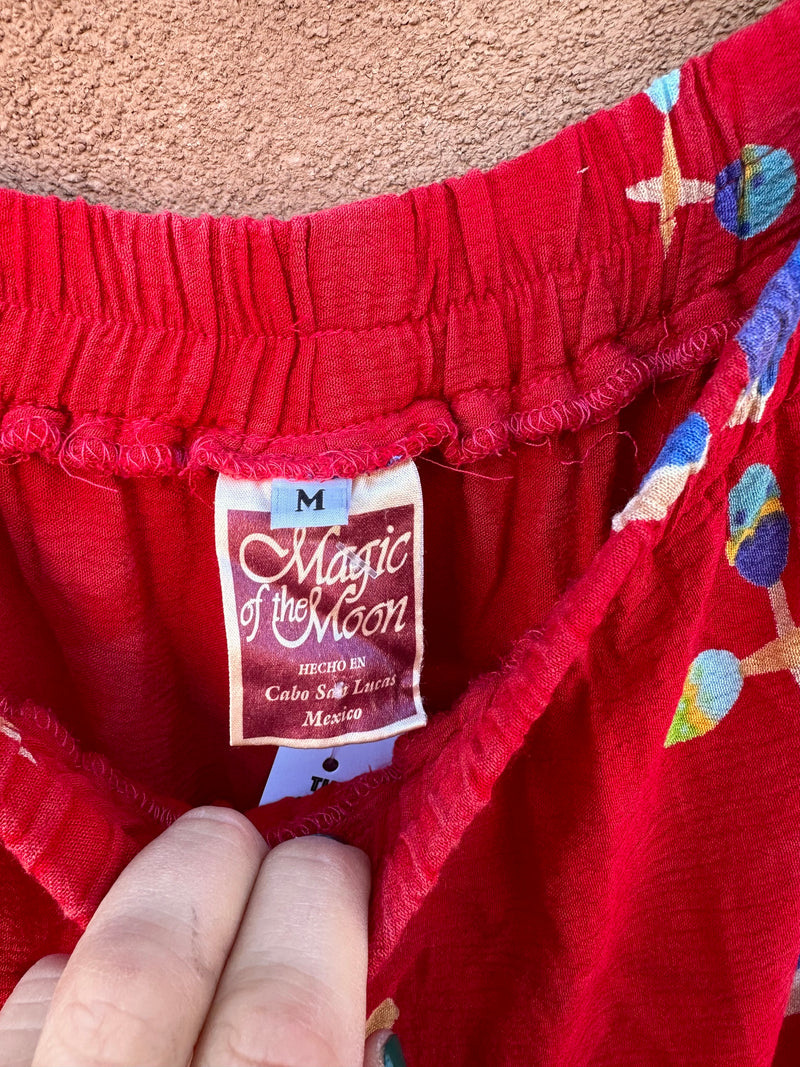 M
Magic
of the Moon
HECHO EN
Cabo San Lucas
Mexico